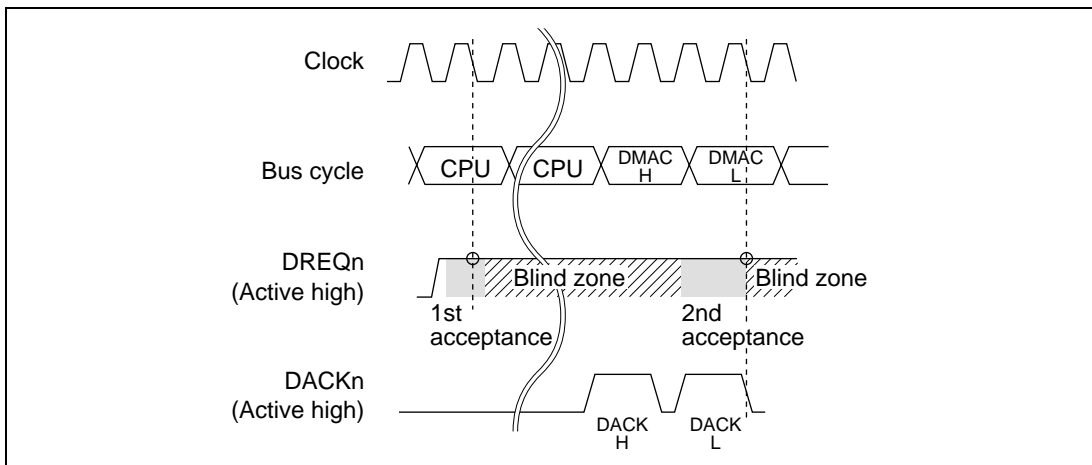 Clock
Bus cycle
CPU
CPU
DMAC
H
DMAC
L
DREQn
(Active high)
Blind zone
Blind zone
1st
acceptance
2nd
acceptance
DACKn
(Active high)
DACK
H
DACK
L